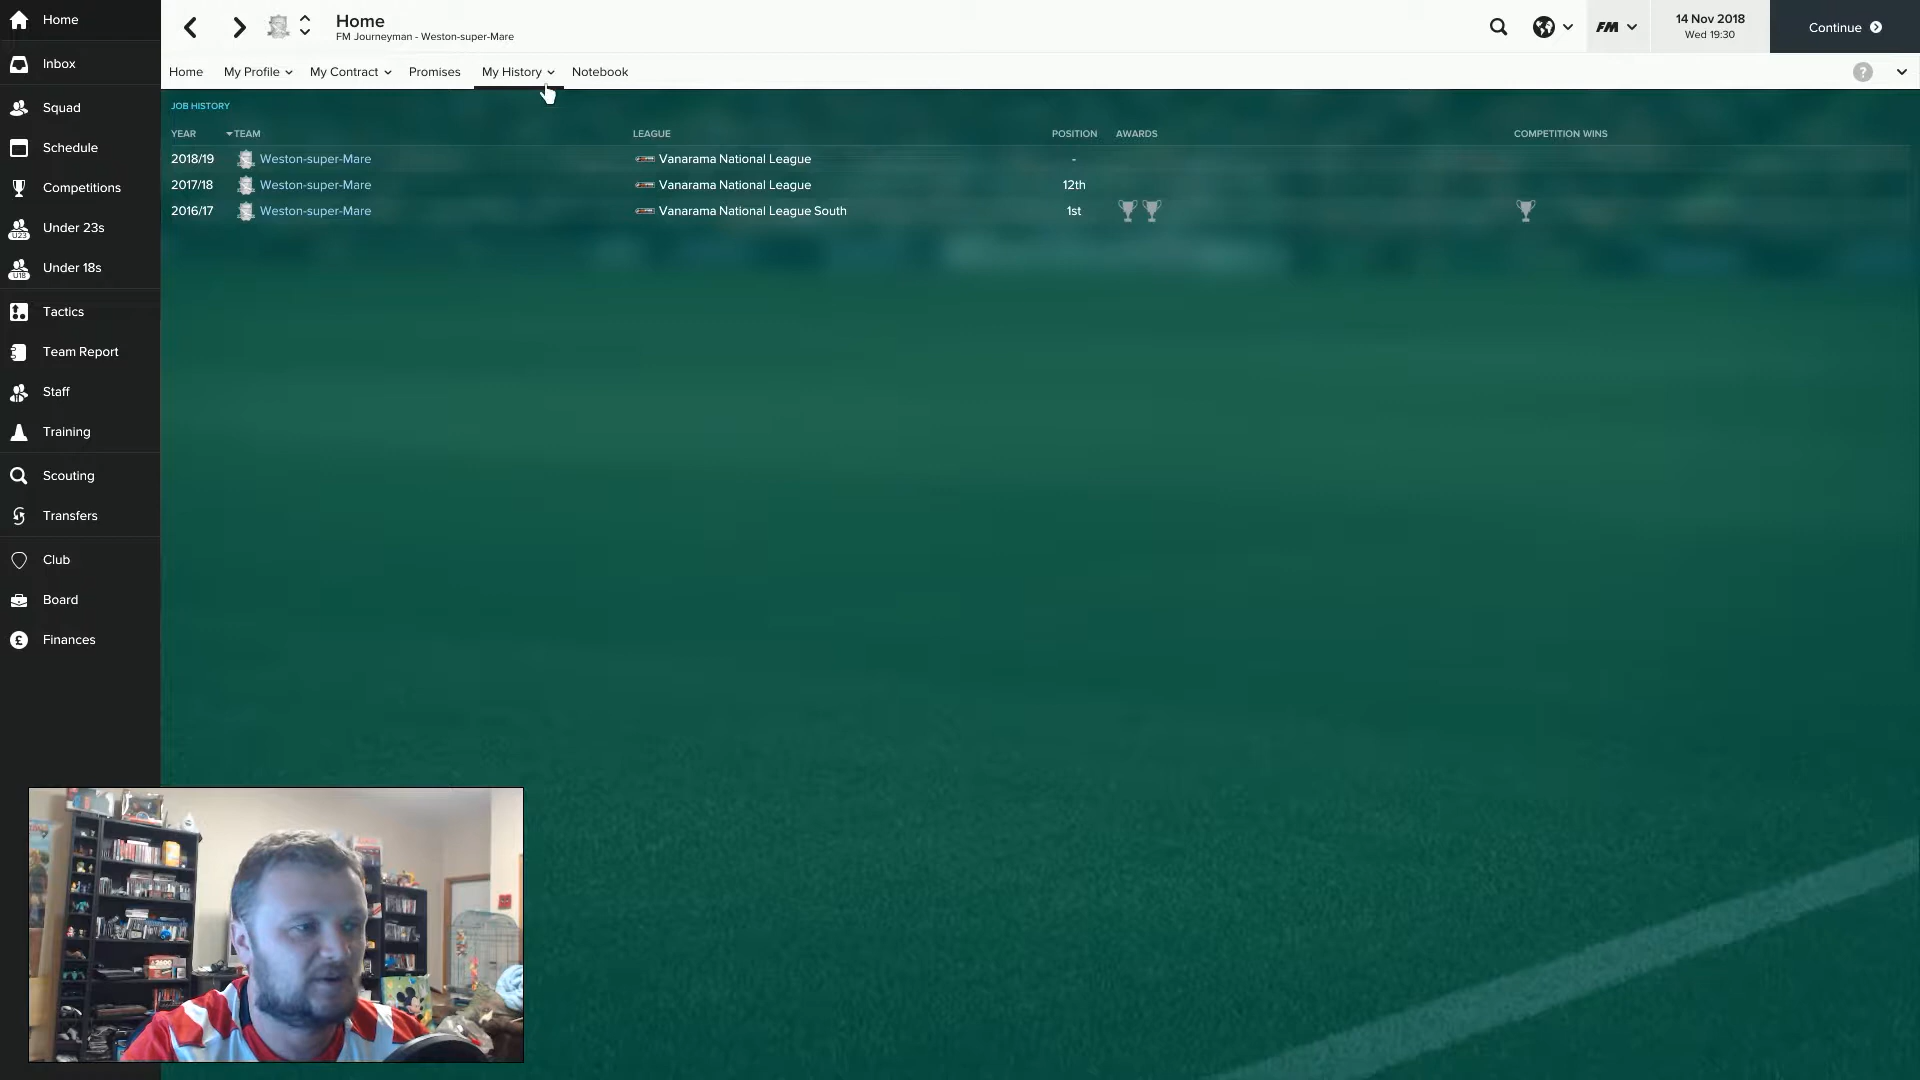 Home
Inbox
Squad
Schedule
Competitions
Under 23s
Under 18s
Tactics
Team Report
Staff
Training
Scouting
Transfers
Club
Board
Finances
Home
FM Journeyman - Weston-super-Mare
FM
14 Nov 2018
Wed 19:30
Continue
Home My Profile My Contract Promises My History Notebook
?
JOB HISTORY
YEAR TEAM LEAGUE POSITION AWARDS COMPETITION WINS
2018/19 Weston-super-Mare Vanarama National League -
2017/18 Weston-super-Mare Vanarama National League 12th
2016/17 Weston-super-Mare Vanarama National League South 1st